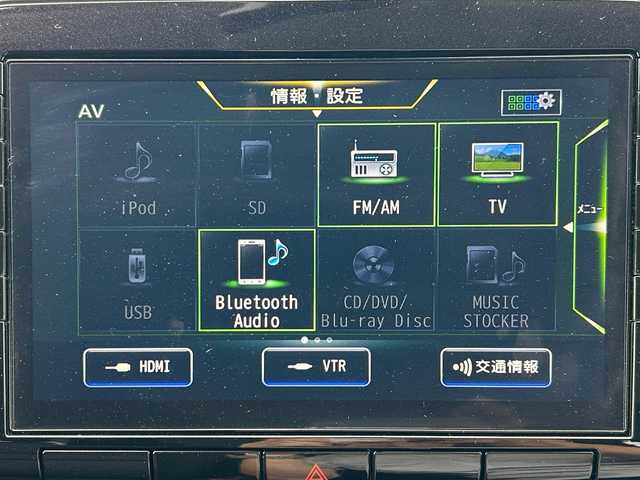 情報・設定
AV
iPod
SD
FM/AM
TV
メニュー
USB
Bluetooth
Audio
CD/DVD/
Blu-ray Disc
MUSIC
STOCKER
HDMI
VTR
交通情報